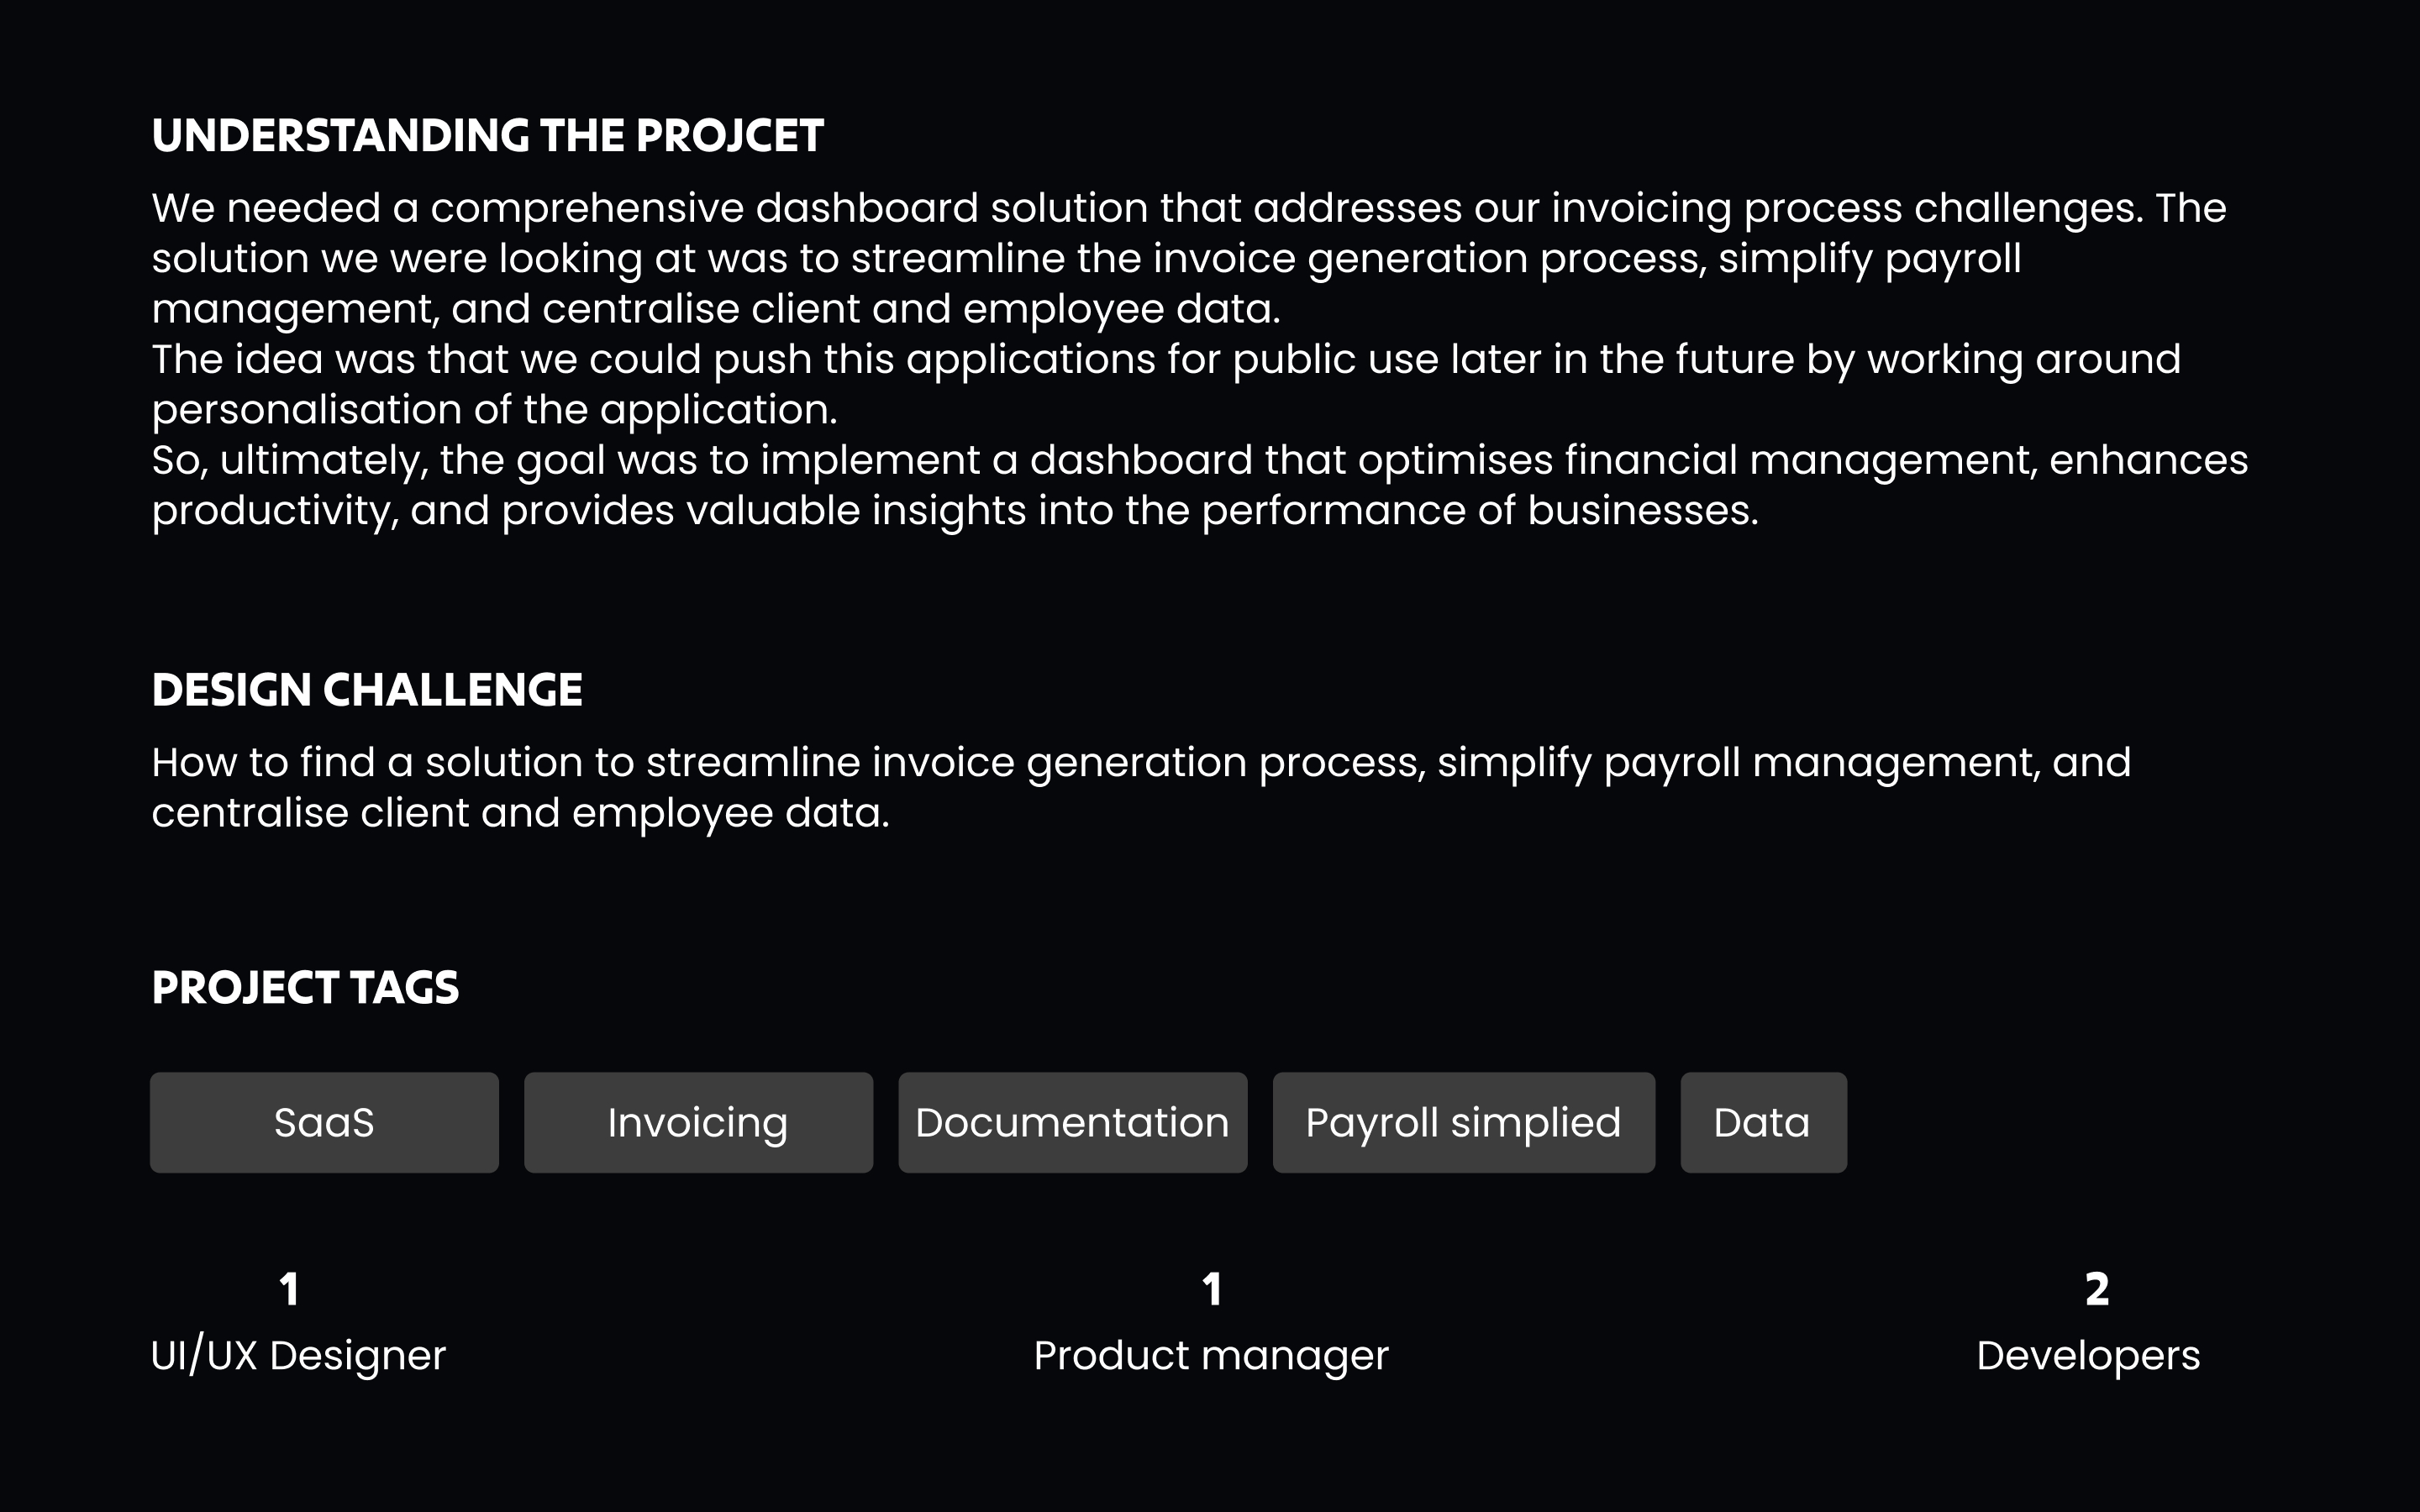 UNDERSTANDING THE PROJCET
We needed a comprehensive dashboard solution that addresses our invoicing process challenges. The
solution we were looking at was to streamline the invoice generation process, simplify payroll
management, and centralise client and employee data.
The idea was that we could push this applications for public use later in the future by working around
personalisation of the application.
So, ultimately, the goal was to implement a dashboard that optimises financial management, enhances
productivity, and provides valuable insights into the performance of businesses.
DESIGN CHALLENGE
How to find a solution to streamline invoice generation process, simplify payroll management, and
centralise client and employee data.
PROJECT TAGS
SaaS
Invoicing
Documentation
Payroll simplied
Data
1
UI/UX Designer
1
Product manager
2
Developers